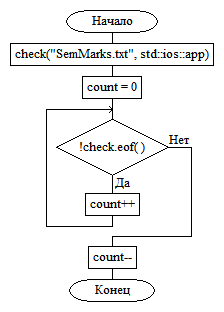 Начало
check("SemMarks.txt", std::ios::app)
count = 0
!check.eof( )
Нет
Да
count++
count--
Конец